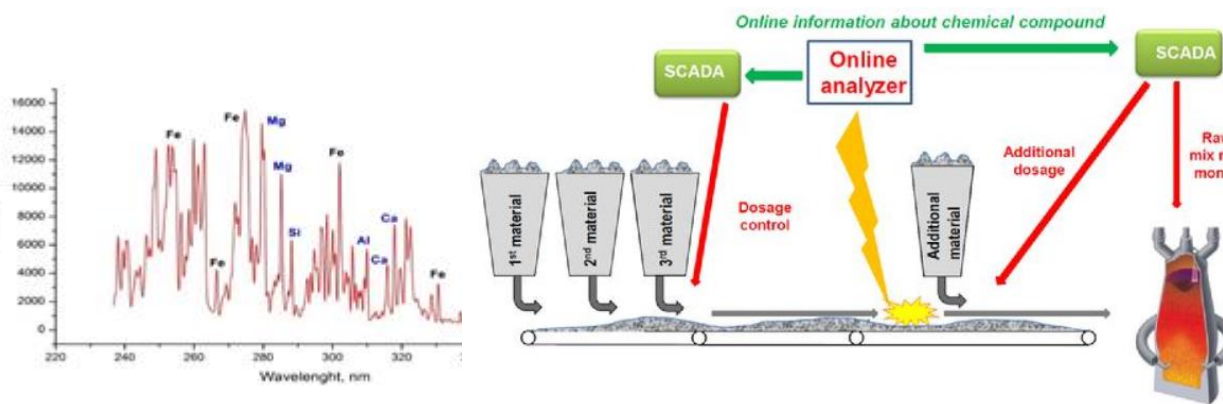 16000
14000
12000
10000
8000
6000
4000
2000
0
220
240
260
280
300
320
Wavelenght, nm
Fe
Fe
Fe
Mg
Mg
Si
Fe
Al
Ca
Ca
Fe
Online information about chemical compound
SCADA
Online
analyzer
SCADA
1st material
2nd material
3rd material
Dosage
control
Additional
material
Additional
dosage
Raw
mix